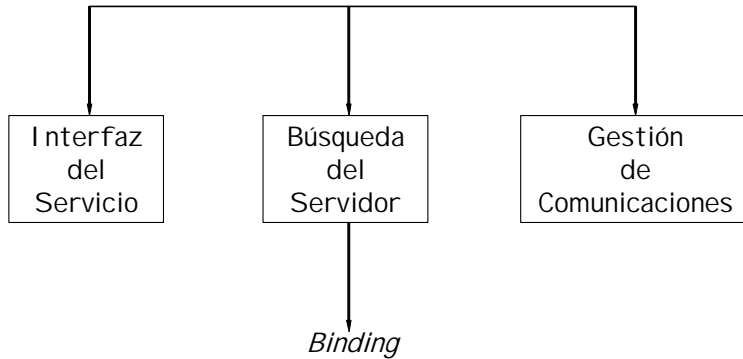 Interfaz
del
Servicio
Búsqueda
del
Servidor
Gestión
de
Comunicaciones
Binding